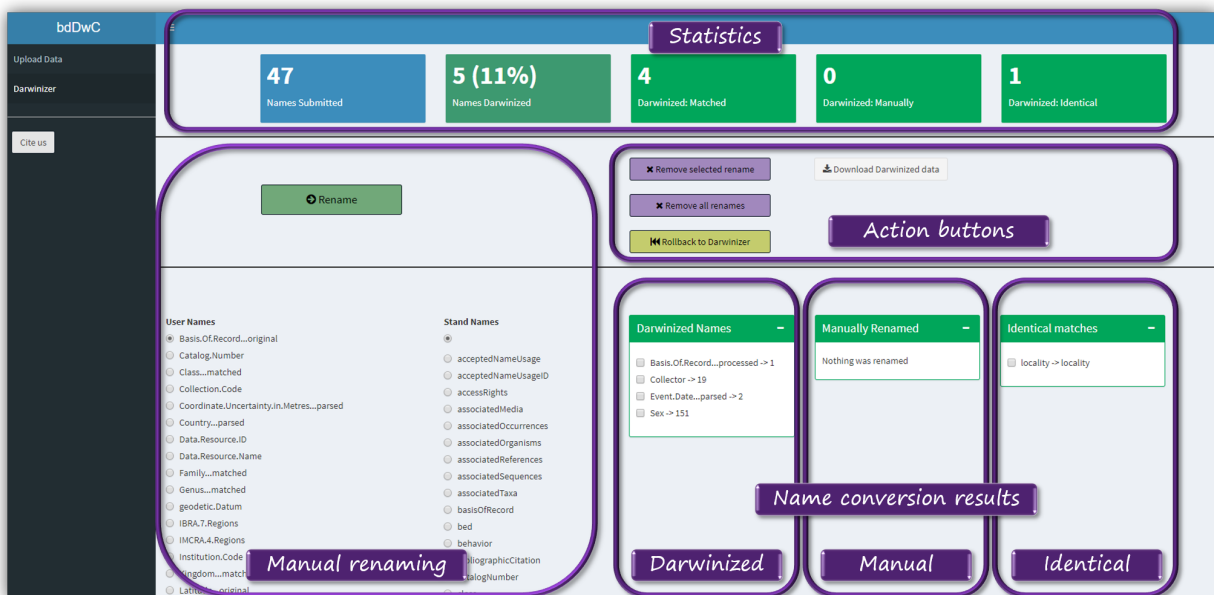 bdDwC
Statistics
Upload Data
Darwinizer
Cite us
47
Names Submitted
5 (11%)
Names Darwinized
4
Darwinized: Matched
0
Darwinized: Manually
1
Darwinized: Identical
Rename
Remove selected rename
Download Darwinized data
Remove all renames
Rollback to Darwinizer
Action buttons
User Names
Basis.Of.Record...original
Catalog.Number
Class...matched
Collection.Code
Coordinate.Uncertainty.in.Metres...parsed
Country...parsed
Data.Resource.ID
Data.Resource.Name
Family...matched
Genus...matched
geodetic.Datum
IBRA.7.Regions
IMCRA.4.Regions
Institution.Code
Stand Names
acceptedNameUsage
acceptedNameUsageID
accessRights
associatedMedia
associatedOccurrences
associatedOrganisms
associatedReferences
associatedSequences
associatedTaxa
basisOfRecord
bed
behavior
Manual renaming
Darwinized Names
Basis.Of.Record...processed -> 1
Collector -> 19
Event.Date...parsed -> 2
Sex -> 151
Manually Renamed
Nothing was renamed
Identical matches
locality -> locality
Name conversion results
Darwinized
Manual
Identical